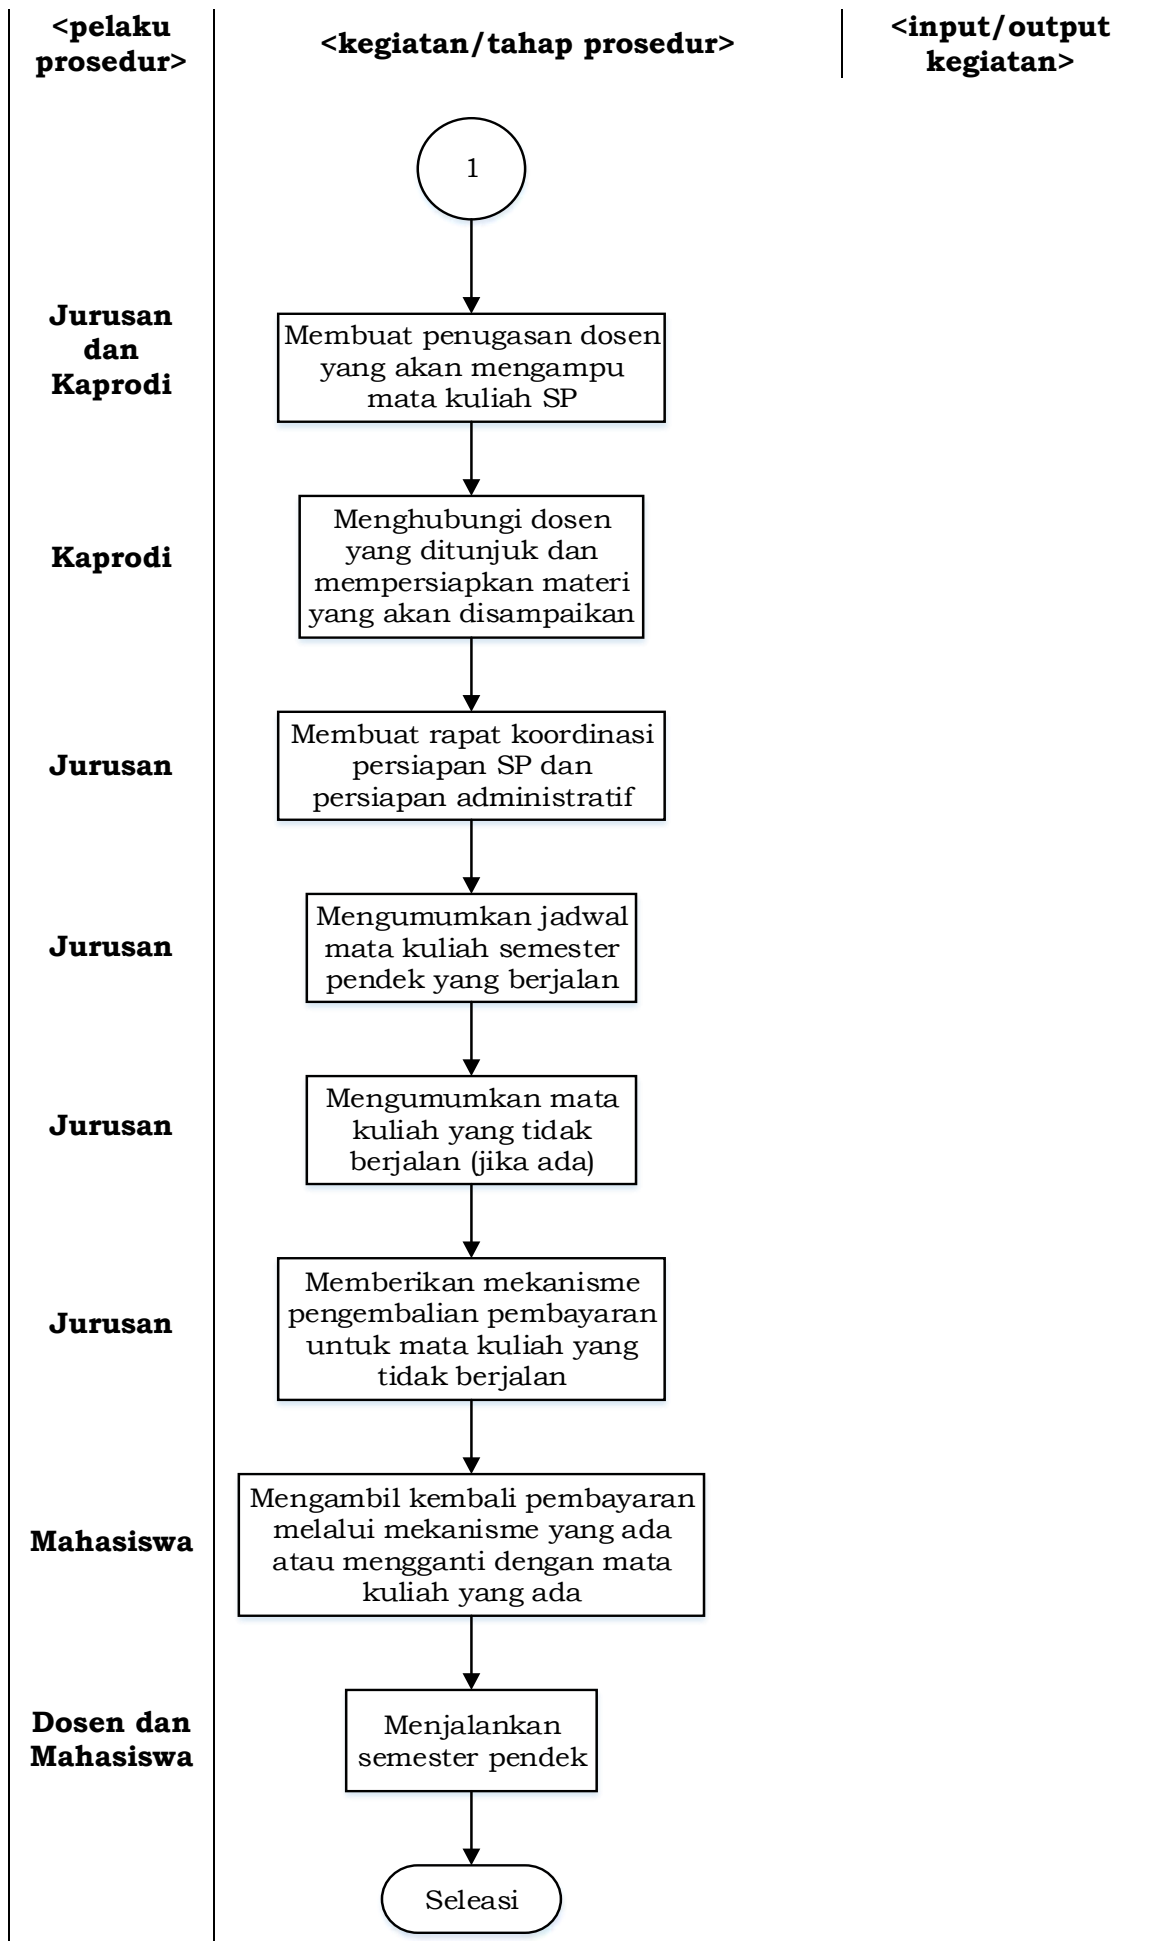 <pelaku
prosedur>
<kegiatan/tahap prosedur>
<input/output
kegiatan>
1
Jurusan
dan
Kaprodi
Membuat penugasan dosen
yang akan mengampu
mata kuliah SP
Kaprodi
Menghubungi dosen
yang ditunjuk dan
mempersiapkan materi
yang akan disampaikan
Jurusan
Membuat rapat koordinasi
persiapan SP dan
persiapan administratif
Jurusan
Mengumumkan jadwal
mata kuliah semester
pendek yang berjalan
Jurusan
Mengumumkan mata
kuliah yang tidak
berjalan (jika ada)
Jurusan
Memberikan mekanisme
pengembalian pembayaran
untuk mata kuliah yang
tidak berjalan
Mahasiswa
Mengambil kembali pembayaran
melalui mekanisme yang ada
atau mengganti dengan mata
kuliah yang ada
Dosen dan
Mahasiswa
Menjalankan
semester pendek
Seleasi